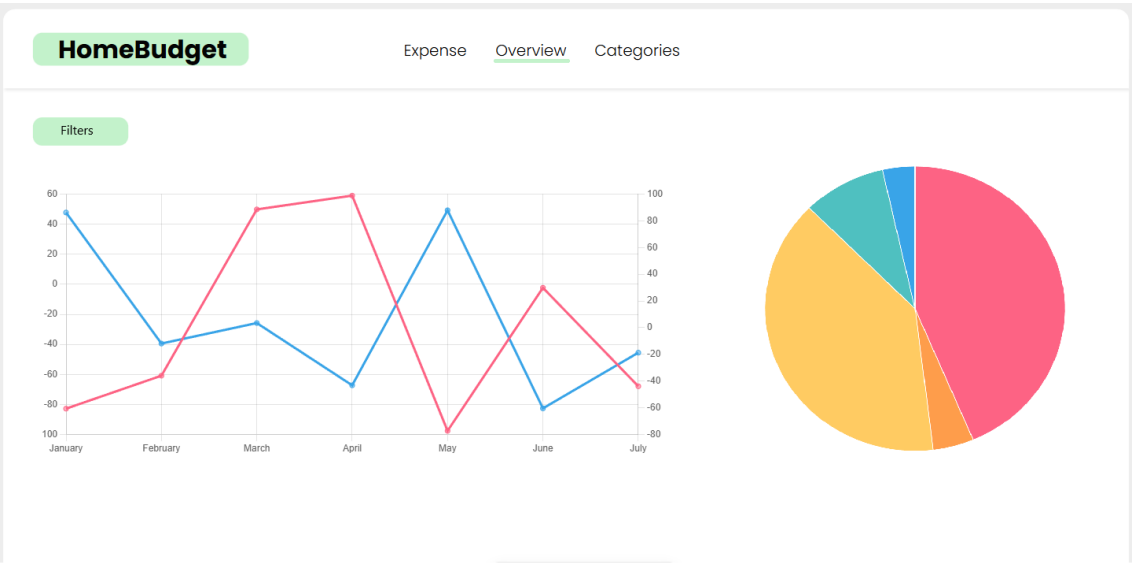 HomeBudget
Expense Overview Categories
Filters
60 100
40 80
20 60
0 40
-20 20
-40 0
-60 -20
-80 -40
100 -60
-80
January February March April May June July